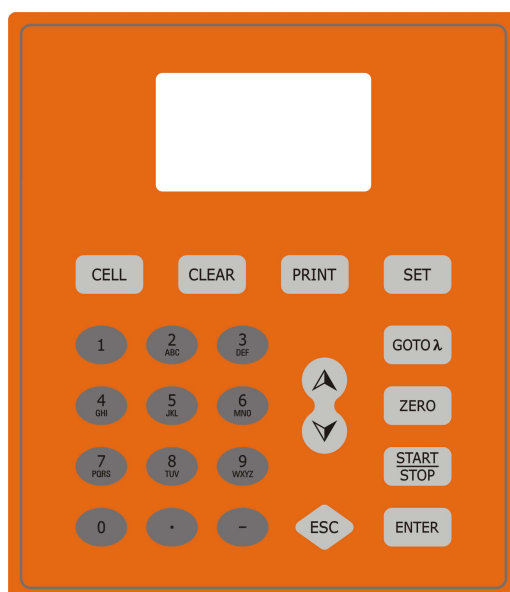 CELL CLEAR PRINT SET
1 2 3 GOTO λ
ABC DEF
4 5 6 ZERO
GHI JKL MNO
7 8 9 START
PQRS TUV WXYZ STOP
0 . - ESC ENTER